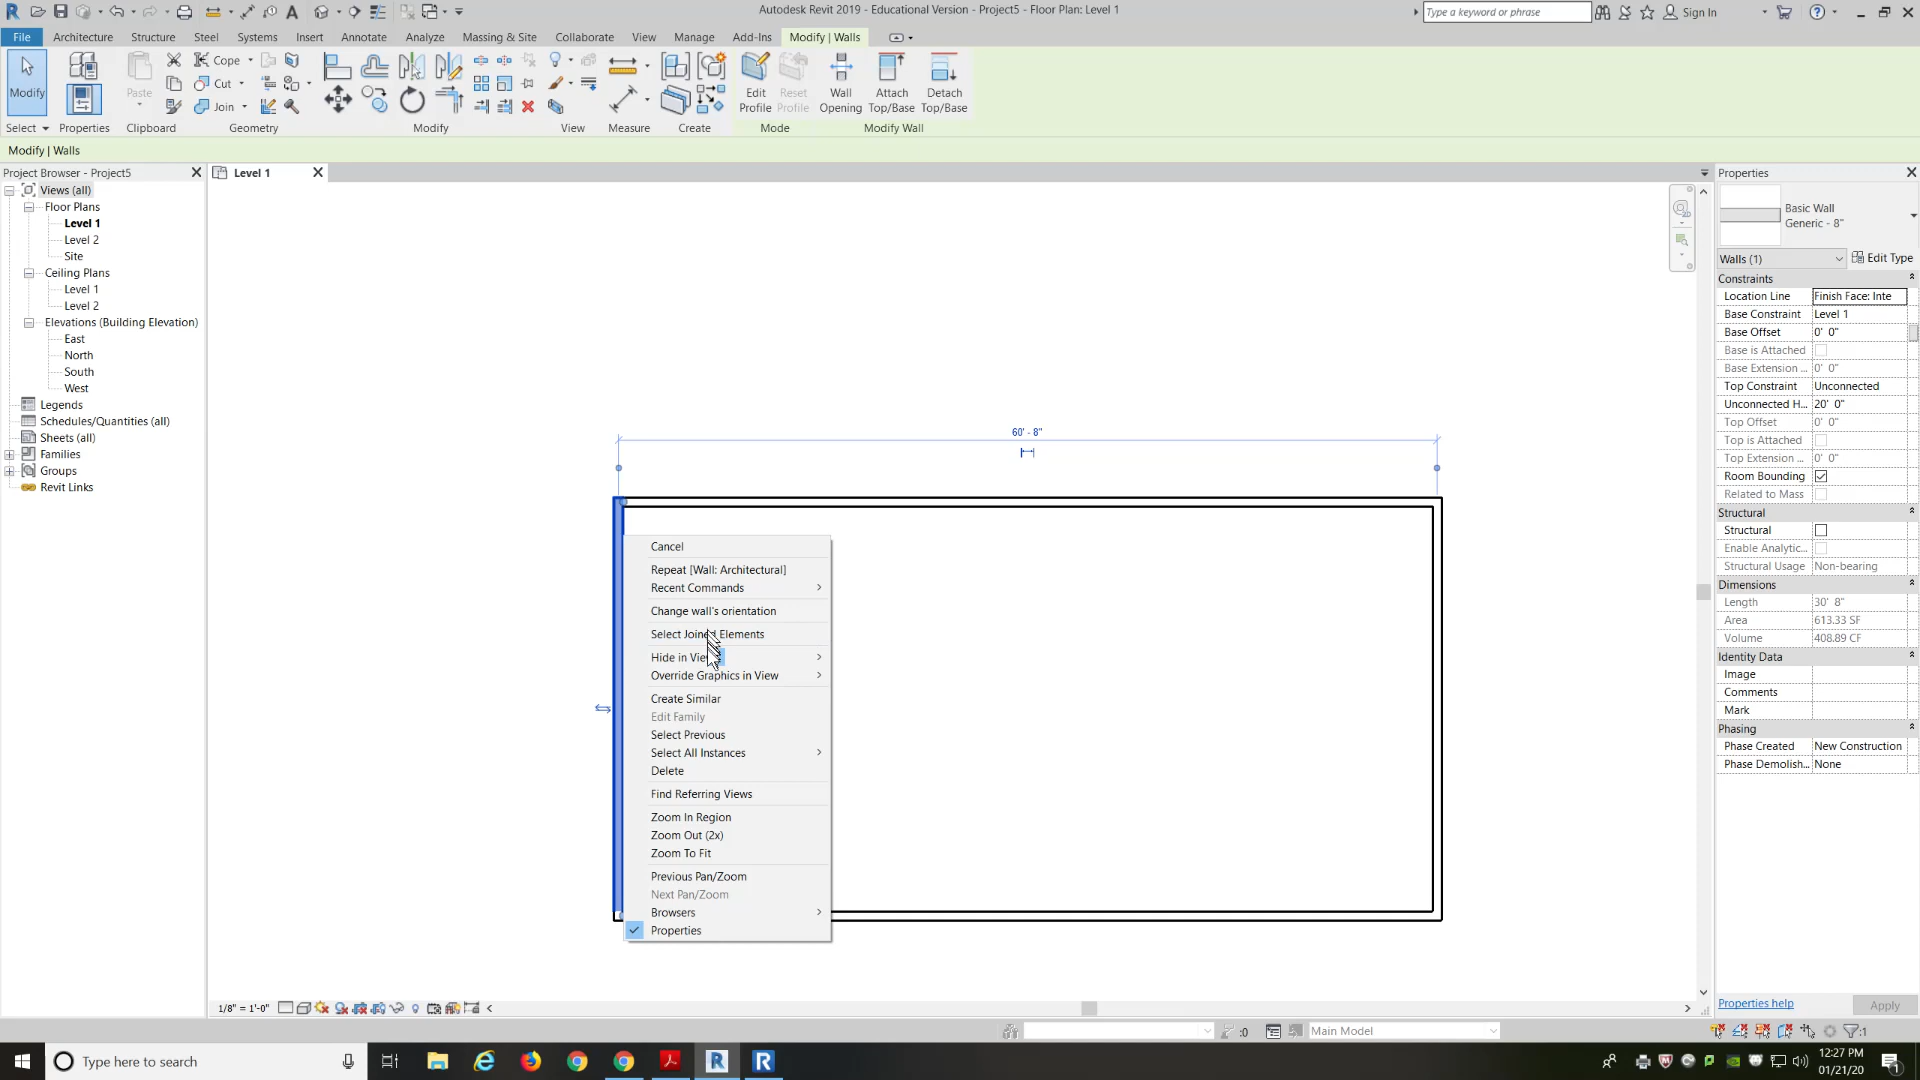 Autodesk Revit 2019 - Educational Version - Project5 - Floor Plan: Level 1
Type a keyword or phrase
Sign In
File
Architecture
Structure
Steel
Systems
Insert
Annotate
Analyze
Massing & Site
Collaborate
View
Manage
Add-Ins
Modify | Walls
Modify
Paste
Cope
Cut
Join
Edit
Profile
Reset
Profile
Wall
Opening
Attach
Top/Base
Detach
Top/Base
Select
Properties
Clipboard
Geometry
Modify
View
Measure
Create
Mode
Modify Wall
Modify | Walls
Project Browser - Project5
Views (all)
Floor Plans
Level 1
Level 2
Site
Ceiling Plans
Level 1
Level 2
Elevations (Building Elevation)
East
North
South
West
Legends
Schedules/Quantities (all)
Sheets (all)
Families
Groups
Revit Links
Level 1
60' - 8"
Cancel
Repeat [Wall: Architectural]
Recent Commands
Change wall's orientation
Select Joined Elements
Hide in View
Override Graphics in View
Create Similar
Edit Family
Select Previous
Select All Instances
Delete
Find Referring Views
Zoom In Region
Zoom Out (2x)
Zoom To Fit
Previous Pan/Zoom
Next Pan/Zoom
Browsers
Properties
Properties
Basic Wall
Generic - 8"
Walls (1)
Edit Type
Constraints
Location Line Finish Face: Inte
Base Constraint Level 1
Base Offset 0' 0"
Base is Attached
Base Extension ... 0' 0"
Top Constraint Unconnected
Unconnected H... 20' 0"
Top Offset 0' 0"
Top is Attached
Top Extension ... 0' 0"
Room Bounding
Related to Mass
Structural
Structural
Enable Analytic...
Structural Usage Non-bearing
Dimensions
Length 30' 8"
Area 613.33 SF
Volume 408.89 CF
Identity Data
Image
Comments
Mark
Phasing
Phase Created New Construction
Phase Demolish... None
Properties help
Apply
1/8" = 1'-0"
:0
Main Model
:1
Type here to search
12:27 PM
01/21/20
1